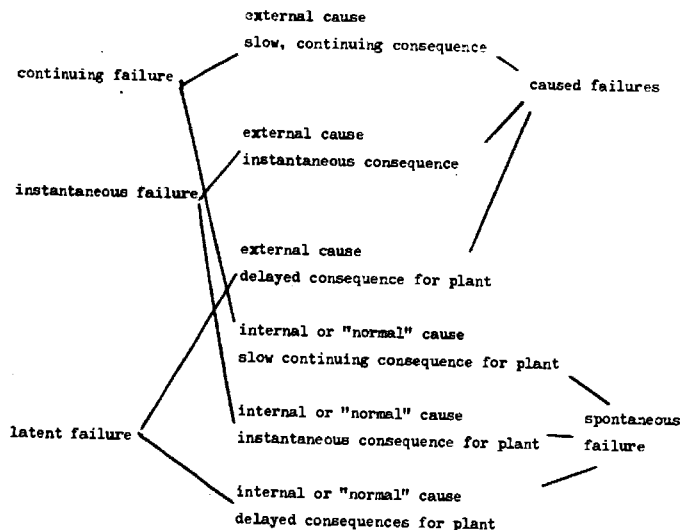 external cause
slow, continuing consequence
continuing failure
caused failures
external cause
instantaneous consequence
instantaneous failure
external cause
delayed consequence for plant
internal or "normal" cause
slow continuing consequence for plant
internal or "normal" cause
instantaneous consequence for plant
spontaneous
failure
latent failure
internal or "normal" cause
delayed consequences for plant